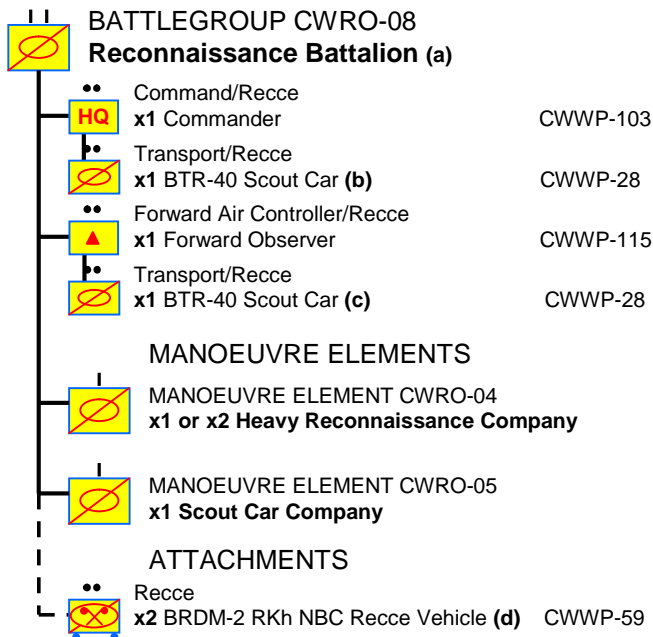 BATTLEGROUP CWRO-08
Reconnaissance Battalion (a)
Command/Recce
HQ x1 Commander CWWP-103
Transport/Recce
x1 BTR-40 Scout Car (b) CWWP-28
Forward Air Controller/Recce
x1 Forward Observer CWWP-115
Transport/Recce
x1 BTR-40 Scout Car (c) CWWP-28
MANOEUVRE ELEMENTS
MANOEUVRE ELEMENT CWRO-04
x1 or x2 Heavy Reconnaissance Company
MANOEUVRE ELEMENT CWRO-05
x1 Scout Car Company
ATTACHMENTS
Recce
x2 BRDM-2 RKh NBC Recce Vehicle (d) CWWP-59